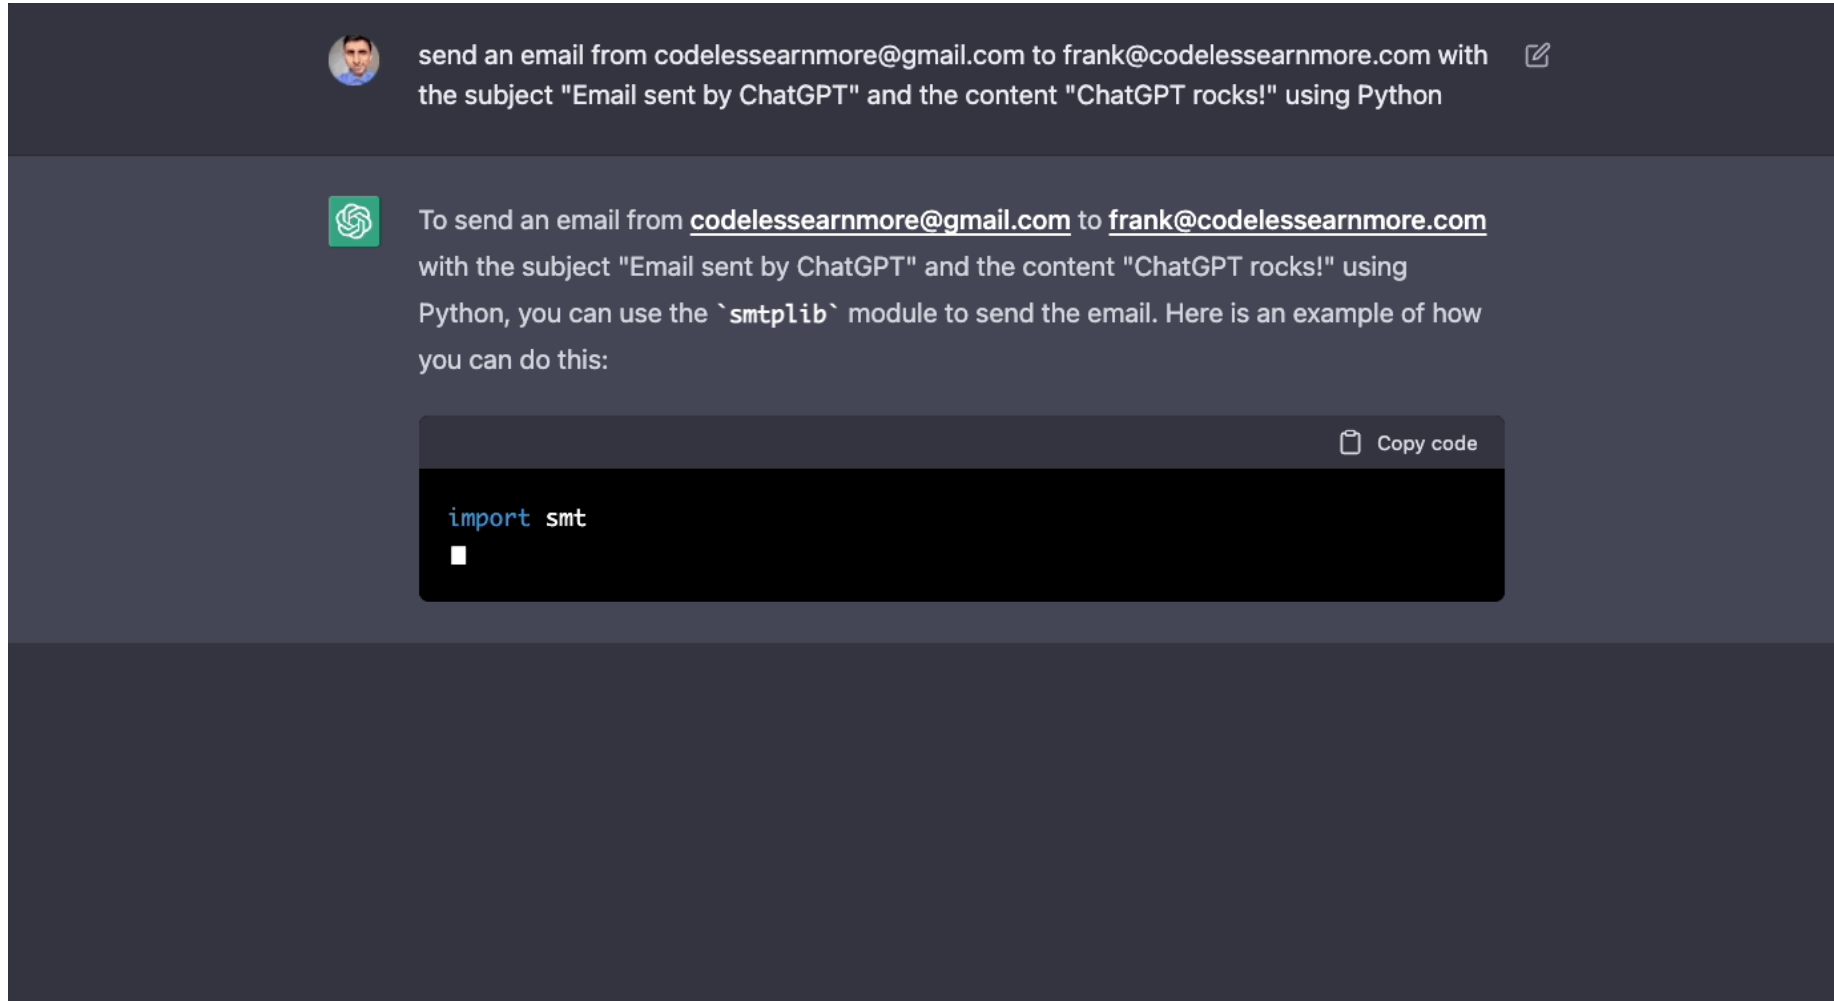 send an email from codelessearnmore@gmail.com to frank@codelessearnmore.com with
the subject "Email sent by ChatGPT" and the content "ChatGPT rocks!" using Python
To send an email from codelessearnmore@gmail.com to frank@codelessearnmore.com
with the subject "Email sent by ChatGPT" and the content "ChatGPT rocks!" using
Python, you can use the `smtplib` module to send the email. Here is an example of how
you can do this:
Copy code
import smt